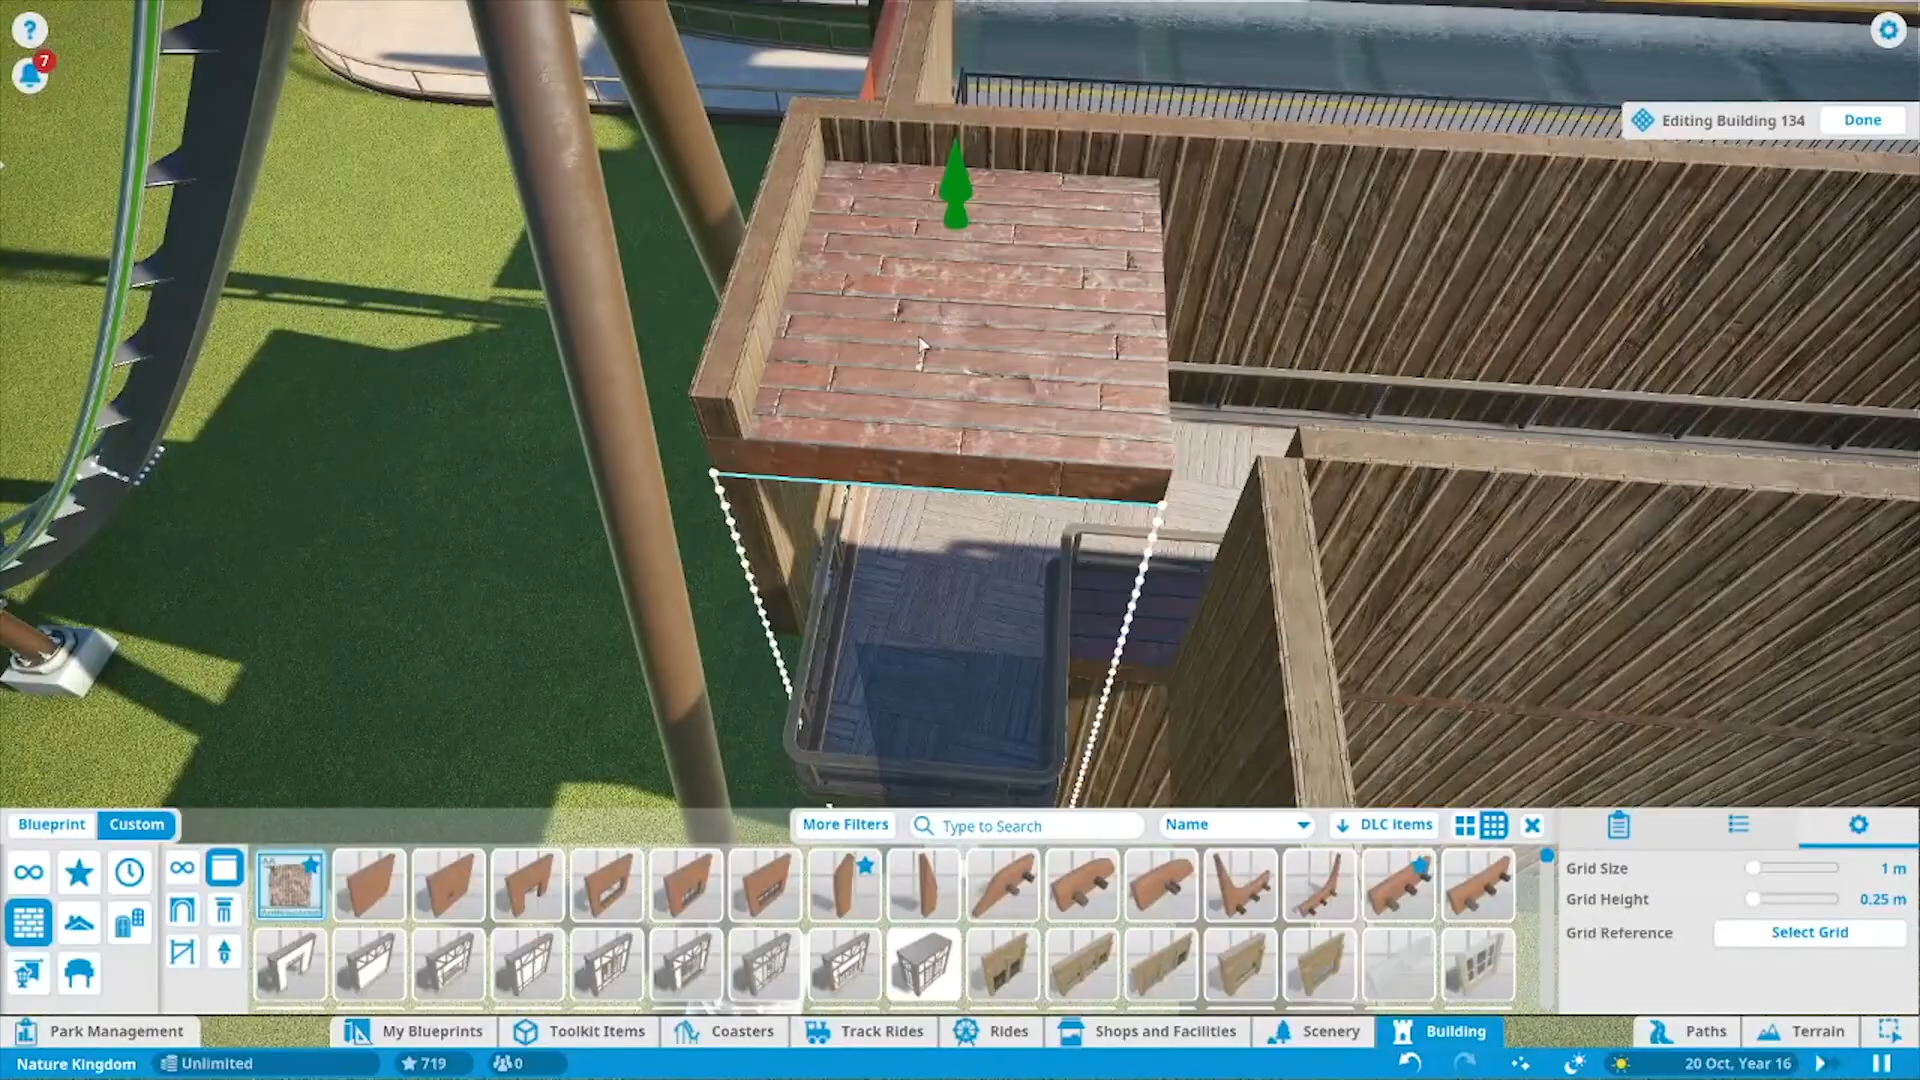 ?
7
Editing Building 134 Done
Blueprint Custom More Filters Type to Search Name DLC items
Grid Size 1 m
Grid Height 0.25 m
Grid Reference Select Grid
Park Management My Blueprints Toolkit Items Coasters Track Rides Rides Shops and Facilities Scenery Building Paths Terrain
Nature Kingdom Unlimited 719 0 20 Oct, Year 16